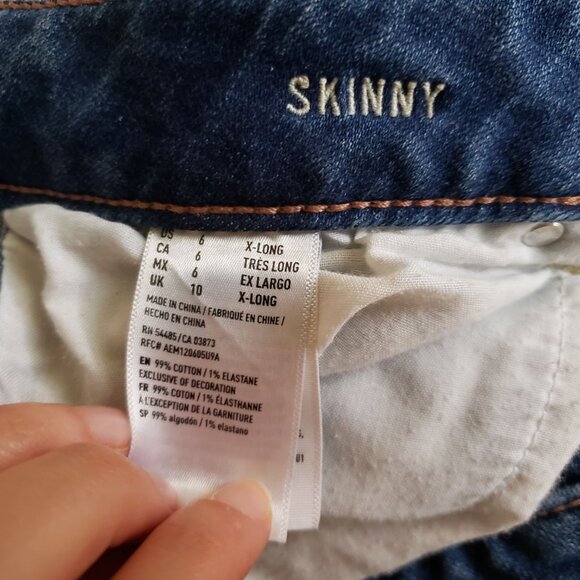 SKINNY
US 6 X-LONG
CA 6 TRÈS LONG
MX 6 EX LARGO
UK 10 X-LONG
MADE IN CHINA / FABRIQUÉ EN CHINE /
HECHO EN CHINA
RN 54485/CA 03873
RFC# AEM120605U9A
EN 99% COTTON / 1% ELASTANE
EXCLUSIVE OF DECORATION
FR 99% COTON / 1% ÉLASTHANNE
À L'EXCEPTION DE LA GARNITURE
SP 99% algodón / 1% elastano